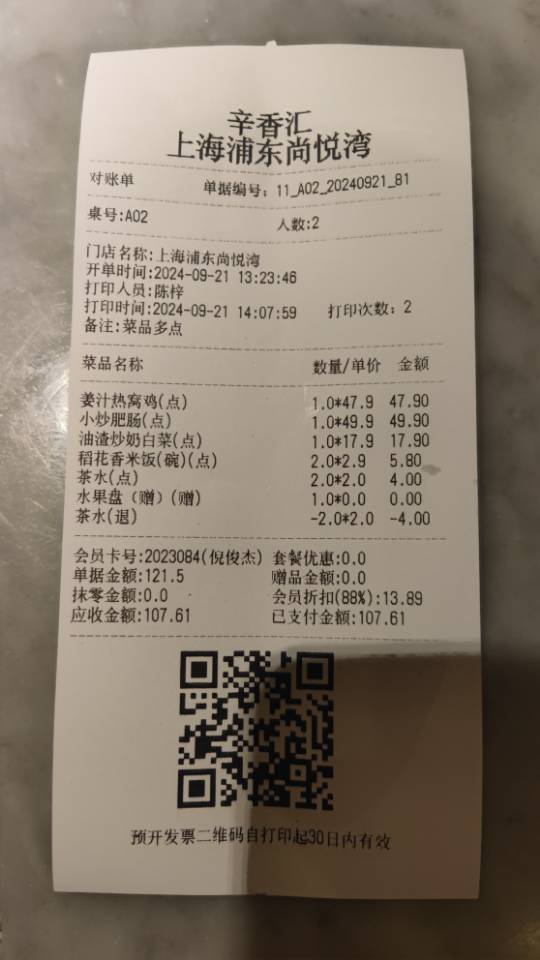 辛香汇
上海浦东尚悦湾
对账单 单据编号: 11_A02_20240921_81
桌号:A02 人数:2
门店名称:上海浦东尚悦湾
开单时间:2024-09-21 13:23:46
打印人员:陈梓
打印时间:2024-09-21 14:07:59 打印次数: 2
备注:菜品多点
菜品名称 数量/单价 金额
姜汁热窝鸡(点) 1.0*47.9 47.90
小炒肥肠(点) 1.0*49.9 49.90
油渣炒奶白菜(点) 1.0*17.9 17.90
稻花香米饭(碗)(点) 2.0*2.9 5.80
茶水(点) 2.0*2.0 4.00
水果盘（赠）(赠) 1.0*0.0 0.00
茶水(退) -2.0*2.0 -4.00
会员卡号:2023084(倪俊杰) 套餐优惠:0.0
单据金额:121.5 赠品金额:0.0
抹零金额:0.0 会员折扣(88%):13.89
应收金额:107.61 已支付金额:107.61
预开发票二维码自打印起30日内有效